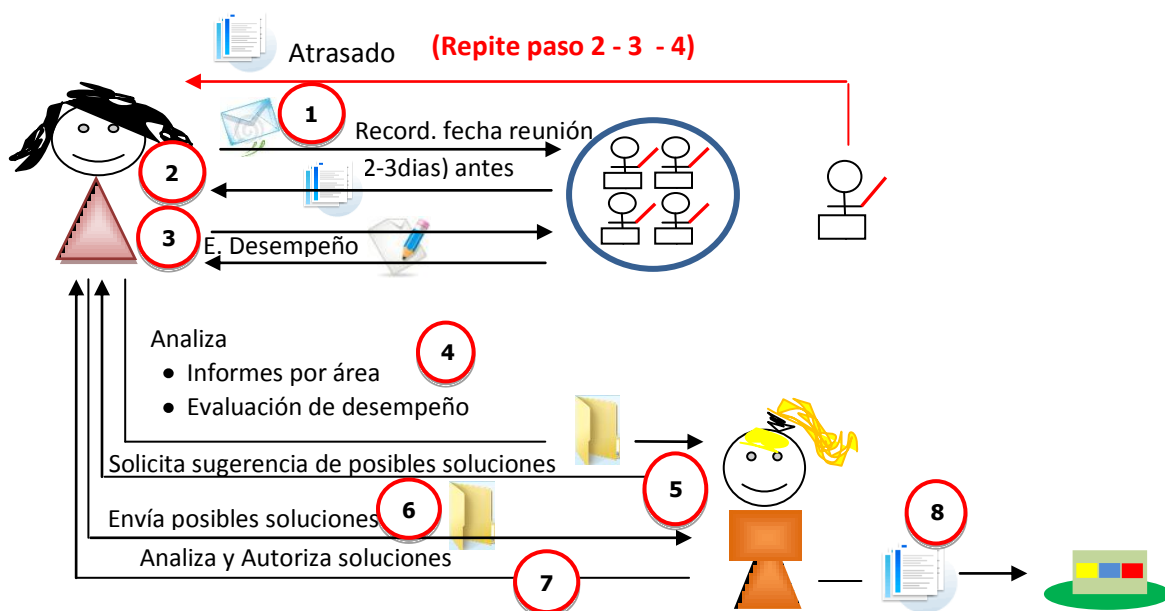 Atrasado (Repite paso 2 - 3 - 4)
1
Record. fecha reunión
2-3dias) antes
2
3
E. Desempeño
Analiza
4
• Informes por área
• Evaluación de desempeño
Solicita sugerencia de posibles soluciones
5
6
Envía posibles soluciones
8
Analiza y Autoriza soluciones
7